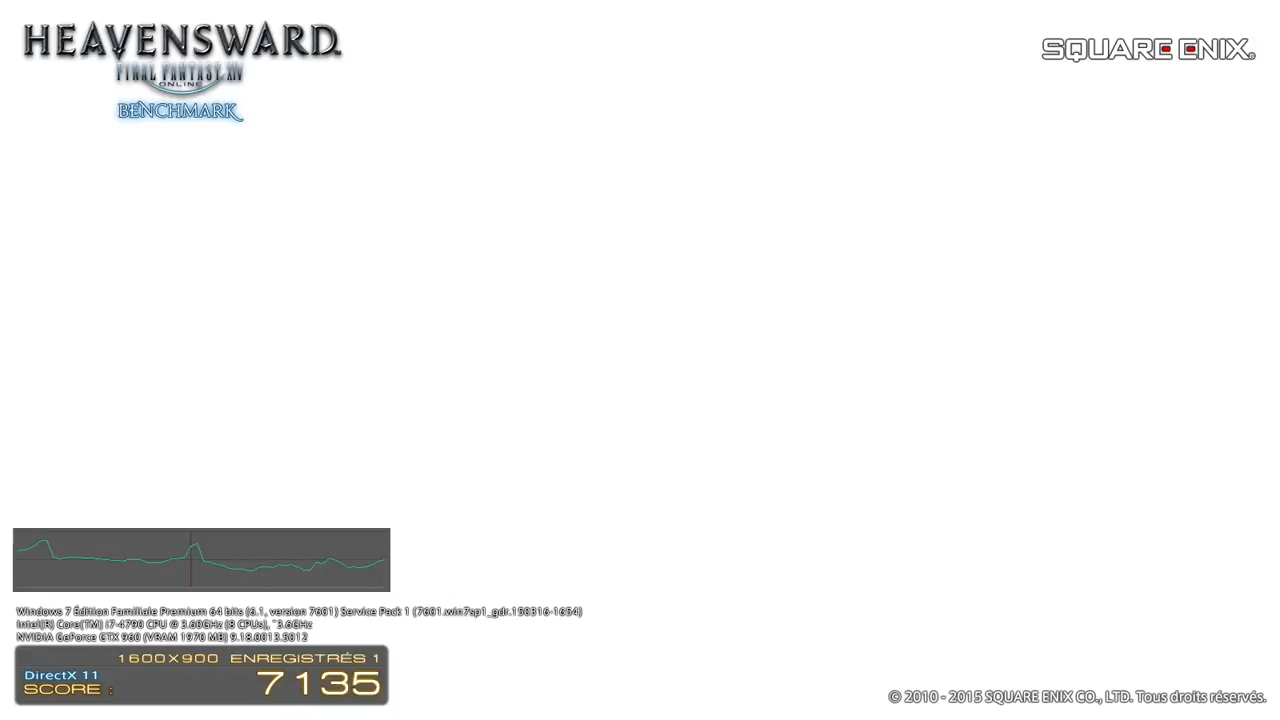 HEAVENSWARD™
FINAL FANTASY XIV
ONLINE
BENCHMARK
SQUARE ENIX®
Windows 7 Édition Familiale Premium 64 bits (6.1, version 7601) Service Pack 1 (7601.win7sp1_gdr.150316-1654)
Intel(R) Core(TM) i7-4790 CPU @ 3.60GHz (8 CPUs), ~3.6GHz
NVIDIA GeForce GTX 960 (VRAM 1970 MB) 9.18.0013.5012
1600X900 ENREGISTRÉS 1
DirectX 11
SCORE : 7135
© 2010 - 2015 SQUARE ENIX CO., LTD. Tous droits réservés.